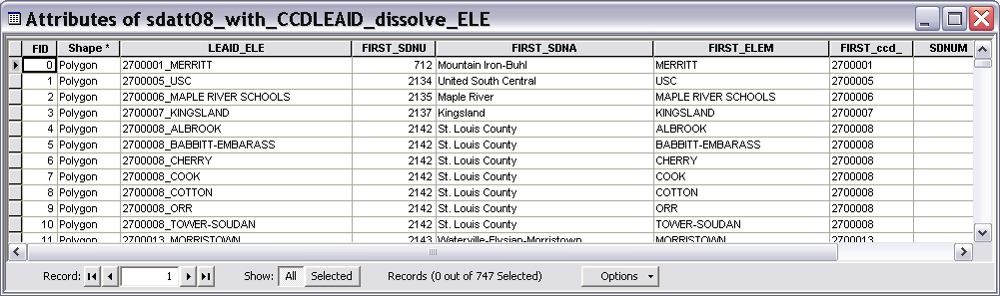 Attributes of sdatt08_with_CCDLEAID_dissolve_ELE
FID Shape * LEAID_ELE FIRST_SDNU FIRST_SDNA FIRST_ELEM FIRST_ccd_ SDNUM
0 Polygon 2700001_MERRITT 712 Mountain Iron-Buhl MERRITT 2700001
1 Polygon 2700005_USC 2134 United South Central USC 2700005
2 Polygon 2700006_MAPLE RIVER SCHOOLS 2135 Maple River MAPLE RIVER SCHOOLS 2700006
3 Polygon 2700007_KINGSLAND 2137 Kingsland KINGSLAND 2700007
4 Polygon 2700008_ALBROOK 2142 St. Louis County ALBROOK 2700008
5 Polygon 2700008_BABBITT-EMBARASS 2142 St. Louis County BABBITT-EMBARASS 2700008
6 Polygon 2700008_CHERRY 2142 St. Louis County CHERRY 2700008
7 Polygon 2700008_COOK 2142 St. Louis County COOK 2700008
8 Polygon 2700008_COTTON 2142 St. Louis County COTTON 2700008
9 Polygon 2700008_ORR 2142 St. Louis County ORR 2700008
10 Polygon 2700008_TOWER-SOUDAN 2142 St. Louis County TOWER-SOUDAN 2700008
11 Polygon 2700013_MORRISTOWN 2143 Waterville-Elysian-Morristown MORRISTOWN 2700013
Record: 1 Show: All Selected Records (0 out of 747 Selected) Options